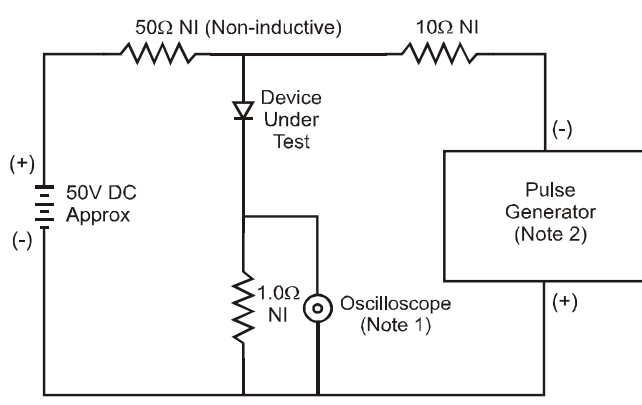 50Ω NI (Non-inductive)
10Ω NI
Device
Under
Test
(+)
50V DC
Approx
(-)
(-)
Pulse
Generator
(Note 2)
(+)
1.0Ω
NI
Oscilloscope
(Note 1)